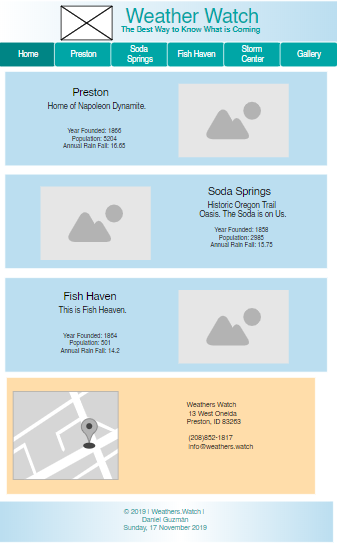 Weather Watch
The Best Way to Know What is Coming
Home
Preston
Soda
Springs
Fish Haven
Storm
Center
Gallery
Preston
Home of Napoleon Dynamite.
Year Founded: 1866
Population: 5204
Annual Rain Fall: 16.65
Soda Springs
Historic Oregon Trail
Oasis. The Soda is on Us.
Year Founded: 1858
Population: 2985
Annual Rain Fall: 15.75
Fish Haven
This is Fish Heaven.
Year Founded: 1864
Population: 501
Annual Rain Fall: 14.2
Weathers Watch
13 West Oneida
Preston, ID 83263
(208)852-1817
info@weathers.watch
© 2019 | Weathers.Watch |
Daniel Guzmán
Sunday, 17 November 2019